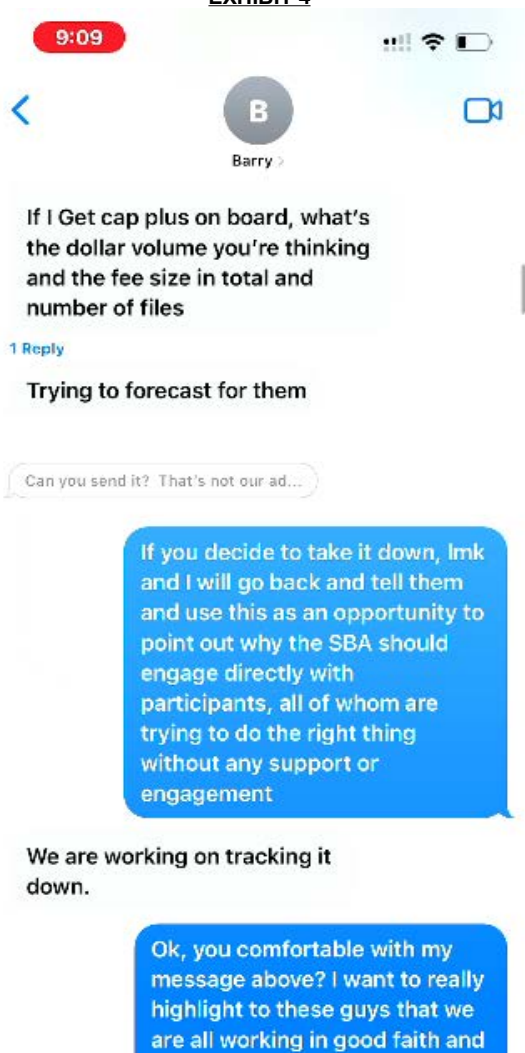 EXHIBIT 4
9:09
B
Barry >
If I Get cap plus on board, what's
the dollar volume you're thinking
and the fee size in total and
number of files
1 Reply
Trying to forecast for them
Can you send it? That's not our ad...
If you decide to take it down, lmk
and I will go back and tell them
and use this as an opportunity to
point out why the SBA should
engage directly with
participants, all of whom are
trying to do the right thing
without any support or
engagement
We are working on tracking it
down.
Ok, you comfortable with my
message above? I want to really
highlight to these guys that we
are all working in good faith and